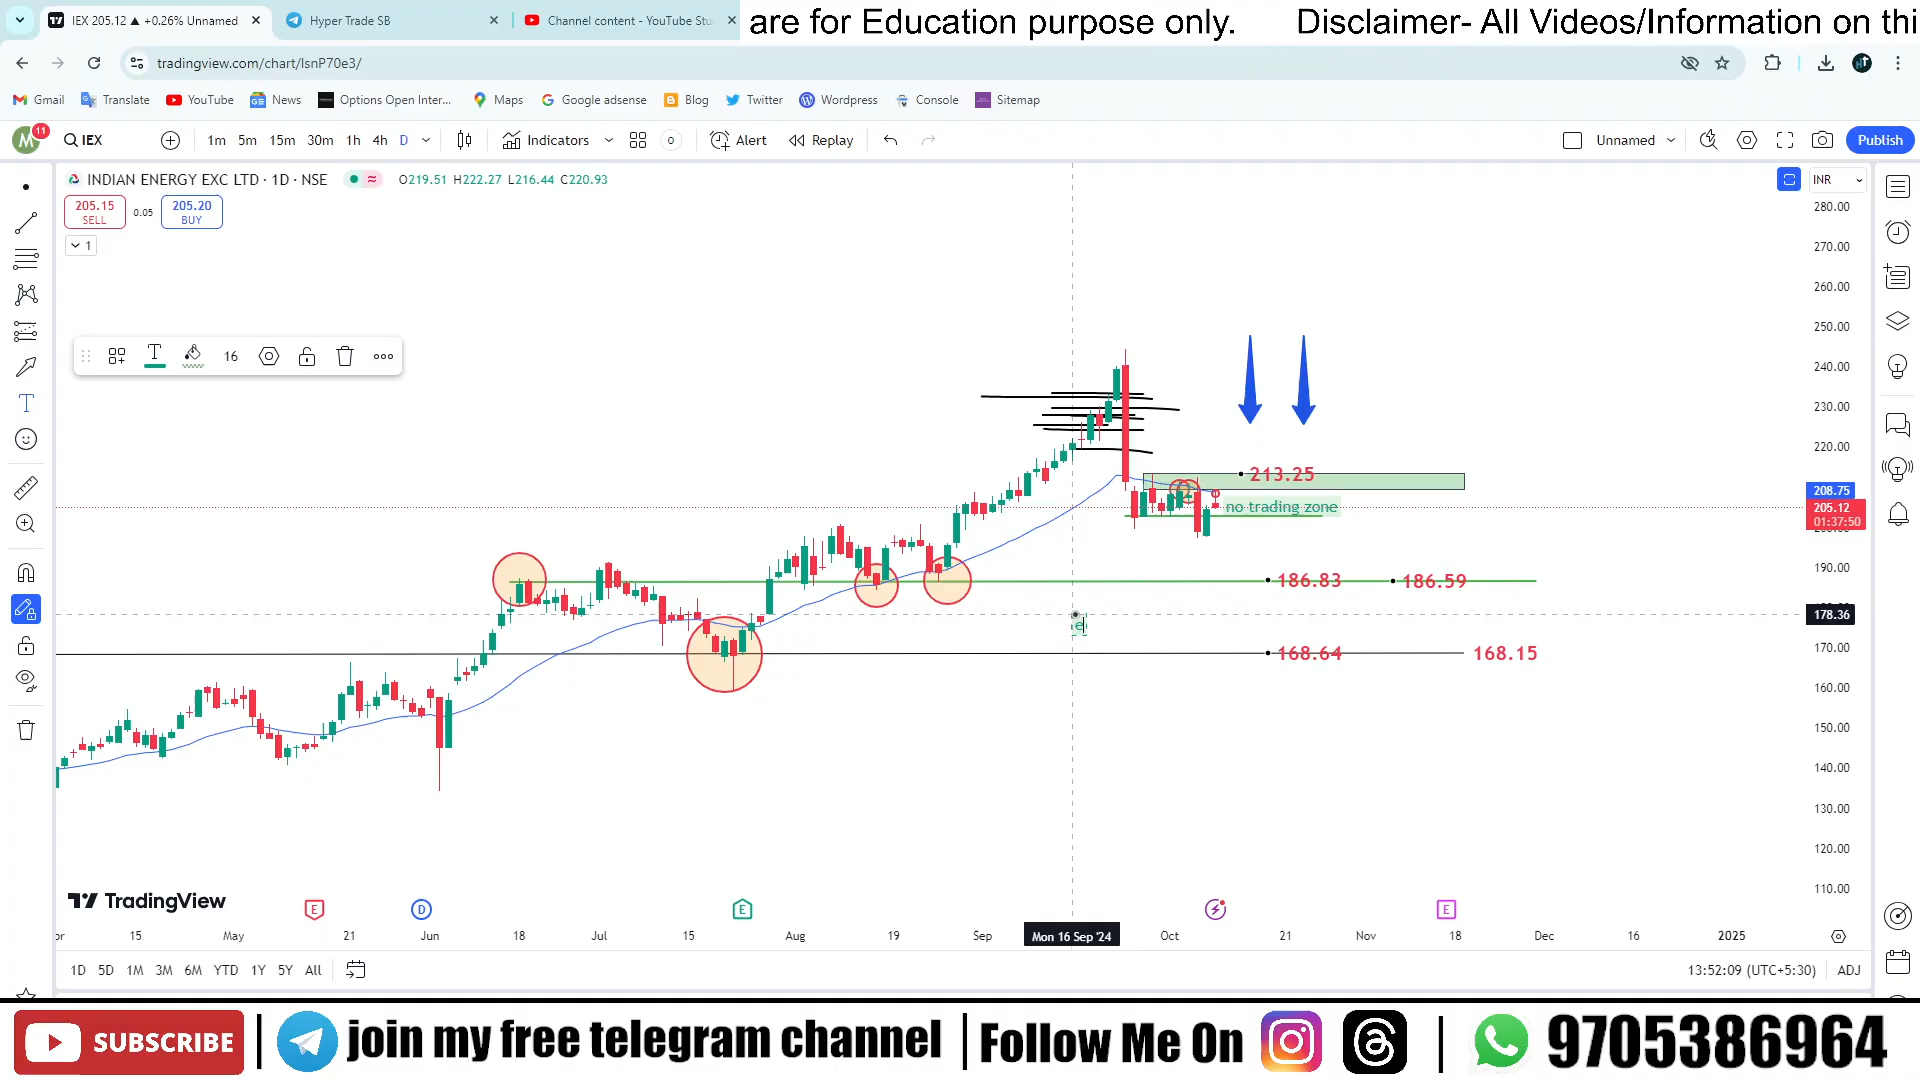 IEX 205.12 ▲ +0.26% Unnamed
Hyper Trade SB
Channel content - YouTube Stu
are for Education purpose only.
Disclaimer- All Videos/Information on thi
tradingview.com/chart/IsnP70e3/
Gmail
Translate
YouTube
News
Options Open Inter...
Maps
Google adsense
Blog
Twitter
Wordpress
Console
Sitemap
M
11
IEX
1m 5m 15m 30m 1h 4h D
Indicators
Alert
Replay
Unnamed
Publish
INDIAN ENERGY EXC LTD · 1D · NSE
O219.51 H222.27 L216.44 C220.93
INR
205.15
SELL
0.05
205.20
BUY
1
16
280.00
270.00
260.00
250.00
240.00
230.00
220.00
213.25
208.75
no trading zone
205.12
01:37:50
190.00
186.83
186.59
178.36
e
170.00
168.64
168.15
160.00
150.00
140.00
130.00
120.00
110.00
TradingView
E
D
E
E
15 May 21 Jun 18 Jul 15 Aug 19 Sep Mon 16 Sep '24 Oct 21 Nov 18 Dec 16 2025
1D 5D 1M 3M 6M YTD 1Y 5Y All
13:52:09 (UTC+5:30)
ADJ
SUBSCRIBE
join my free telegram channel
Follow Me On
9705386964